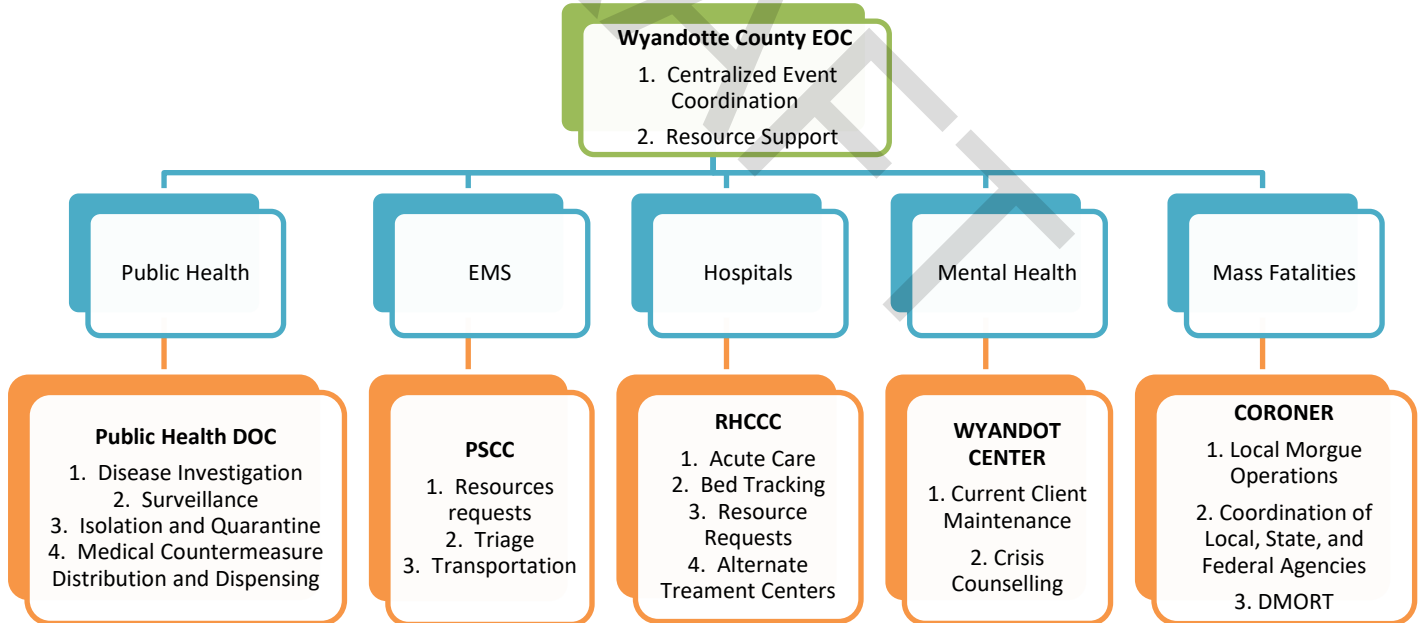 Wyandotte County EOC
1. Centralized Event
Coordination
2. Resource Support
Public Health
EMS
Hospitals
Mental Health
Mass Fatalities
Public Health DOC
1. Disease Investigation
2. Surveillance
3. Isolation and Quarantine
4. Medical Countermeasure
Distribution and Dispensing
PSCC
1. Resources
requests
2. Triage
3. Transportation
RHCCC
1. Acute Care
2. Bed Tracking
3. Resource
Requests
4. Alternate
Treament Centers
WYANDOT
CENTER
1. Current Client
Maintenance
2. Crisis
Counselling
CORONER
1. Local Morgue
Operations
2. Coordination of
Local, State, and
Federal Agencies
3. DMORT